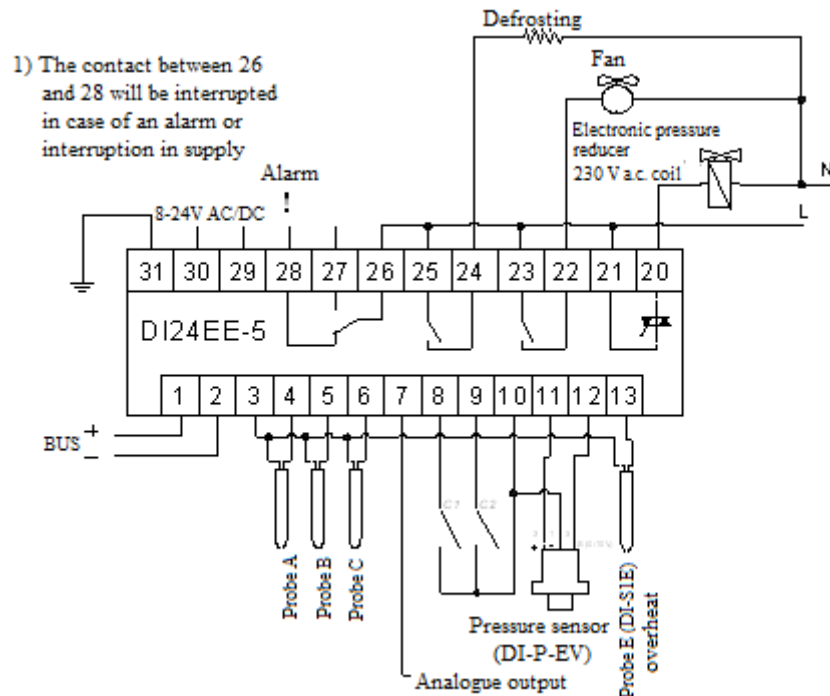 Defrosting
1) The contact between 26
and 28 will be interrupted
in case of an alarm or
interruption in supply
Fan
Electronic pressure
reducer
230 V a.c. coil
N
Alarm
!
8-24V AC/DC
L
31 30 29 28 27 26 25 24 23 22 21 20
DI24EE-5
1 2 3 4 5 6 7 8 9 10 11 12 13
BUS + −
C1 C2
Probe A
Probe B
Probe C
Pressure sensor
(DI-P-EV)
Probe E (DI-S1E)
overheat
Analogue output